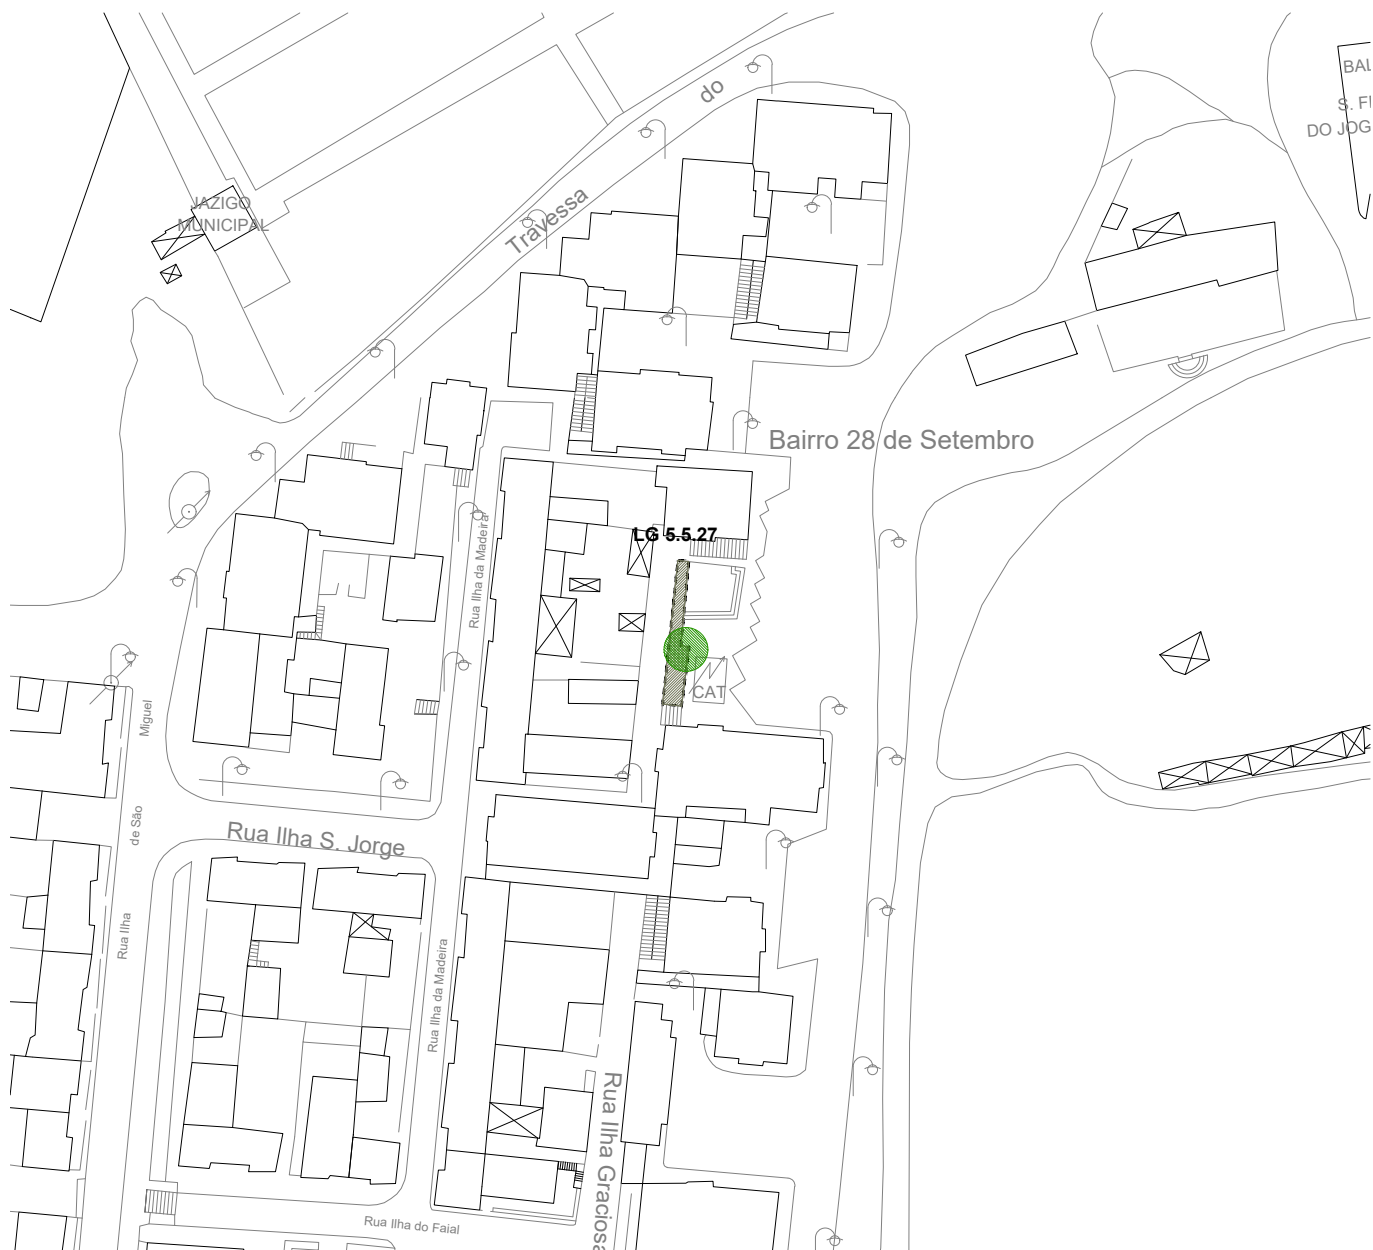 BAL
S. F
DO JOG
do
Travessa
JAZIGO
MUNICIPAL
Bairro 28 de Setembro
LG 5.5.27
Rua Ilha da Madeira
CAT
Miguel
de São
Rua Ilha
Rua Ilha S. Jorge
Rua Ilha da Madeira
Rua Ilha Graciosa
Rua Ilha do Faial